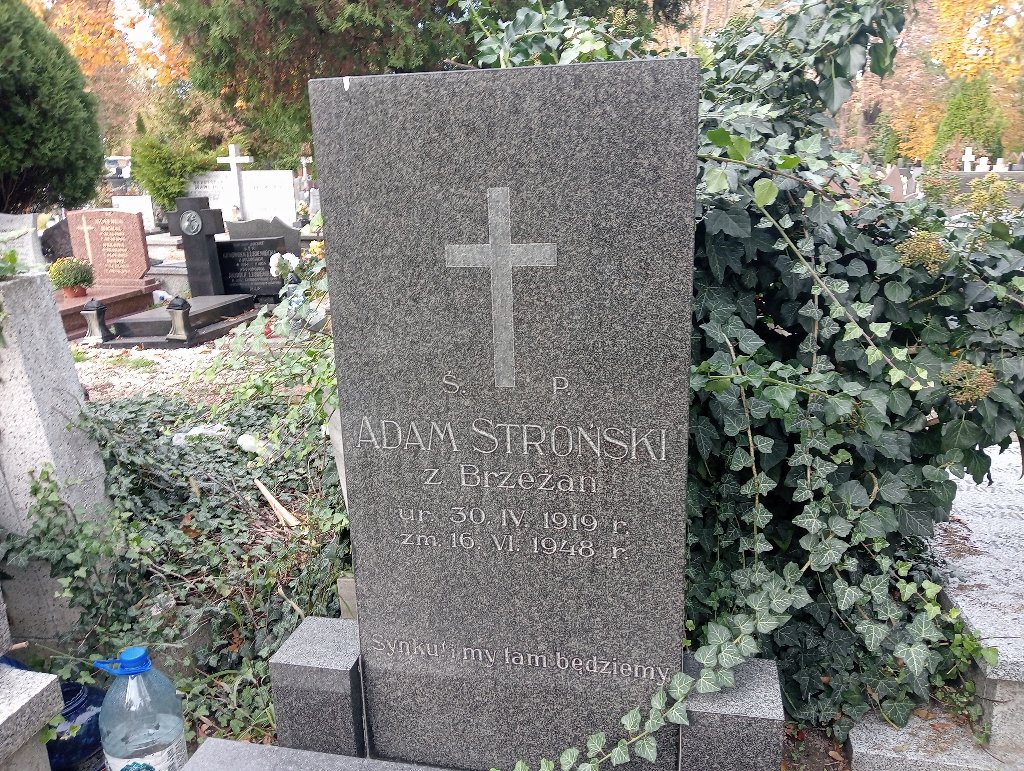 Ś. P.
ADAM STROŃSKI
z Brzeżan
ur. 30. IV. 1919 r.
zm. 16. VI. 1948 r.
Synku! i my tam będziemy